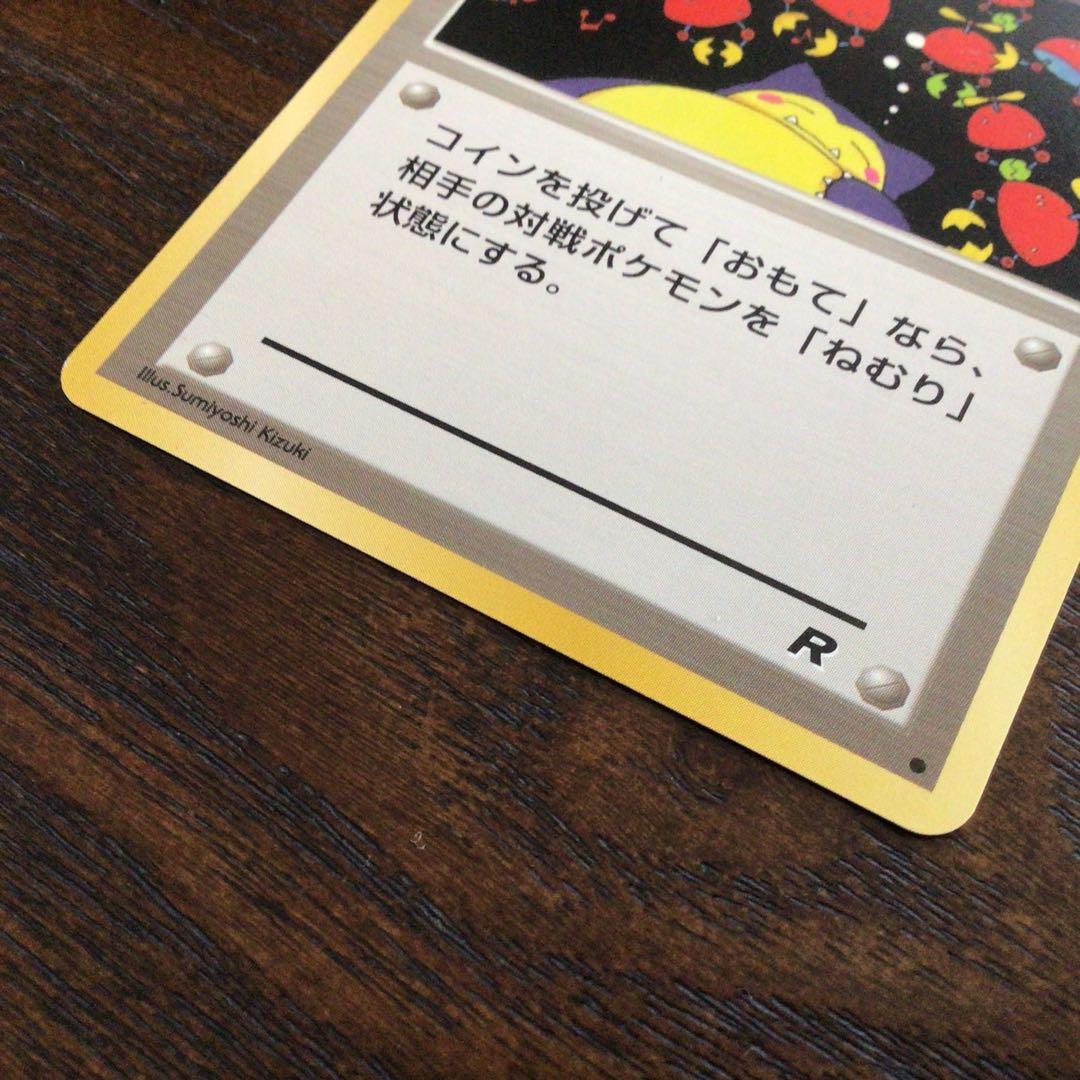 コインを投げて「おもて」なら、
相手の対戦ポケモンを「ねむり」
状態にする。
Illus.Sumiyoshi Kizuki
R